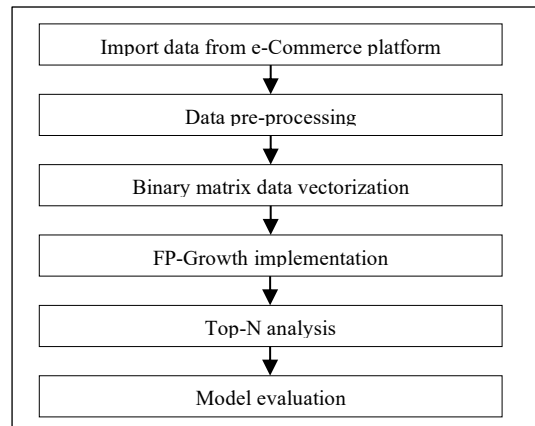 Import data from e-Commerce platform
Data pre-processing
Binary matrix data vectorization
FP-Growth implementation
Top-N analysis
Model evaluation